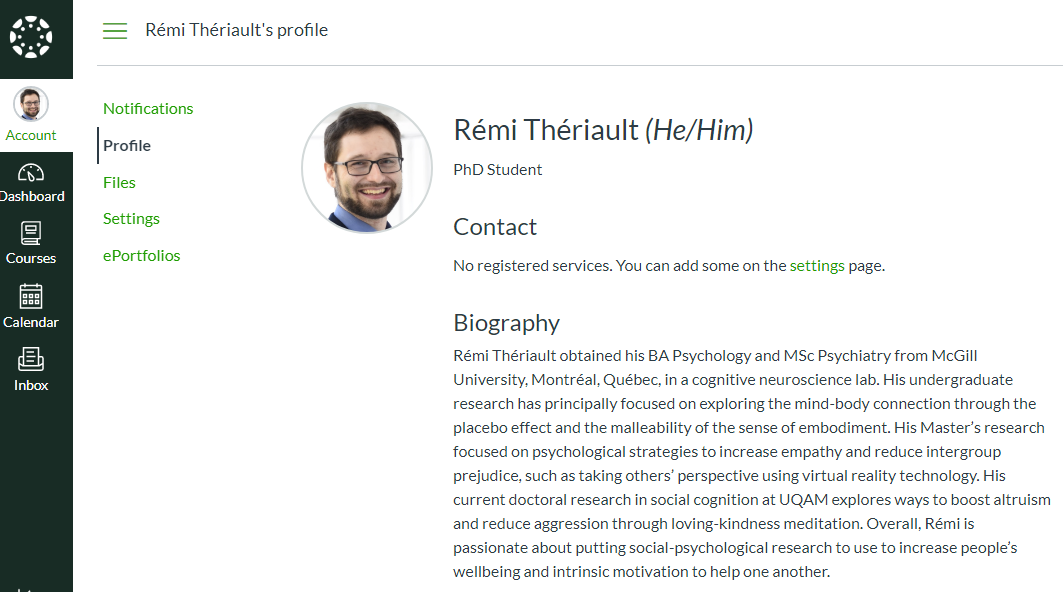 Rémi Thériault's profile
Account
Dashboard
Courses
Calendar
Inbox
Notifications
Profile
Files
Settings
ePortfolios
Rémi Thériault (He/Him)
PhD Student
Contact
No registered services. You can add some on the settings page.
Biography
Rémi Thériault obtained his BA Psychology and MSc Psychiatry from McGill
University, Montréal, Québec, in a cognitive neuroscience lab. His undergraduate
research has principally focused on exploring the mind-body connection through the
placebo effect and the malleability of the sense of embodiment. His Master’s research
focused on psychological strategies to increase empathy and reduce intergroup
prejudice, such as taking others’ perspective using virtual reality technology. His
current doctoral research in social cognition at UQAM explores ways to boost altruism
and reduce aggression through loving-kindness meditation. Overall, Rémi is
passionate about putting social-psychological research to use to increase people’s
wellbeing and intrinsic motivation to help one another.